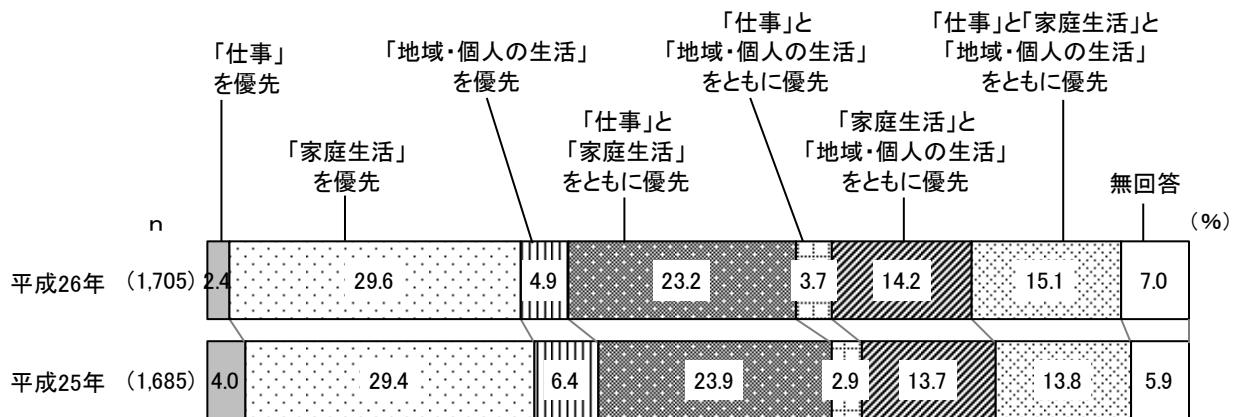 「仕事」
を優先
「家庭生活」
を優先
「地域・個人の生活」
を優先
「仕事」と
「家庭生活」
をともに優先
「仕事」と
「地域・個人の生活」
をともに優先
「家庭生活」と
「地域・個人の生活」
をともに優先
「仕事」と「家庭生活」と
「地域・個人の生活」
をともに優先
無回答
n
(%)
平成26年 (1,705) 2.4 29.6 4.9 23.2 3.7 14.2 15.1 7.0
平成25年 (1,685) 4.0 29.4 6.4 23.9 2.9 13.7 13.8 5.9